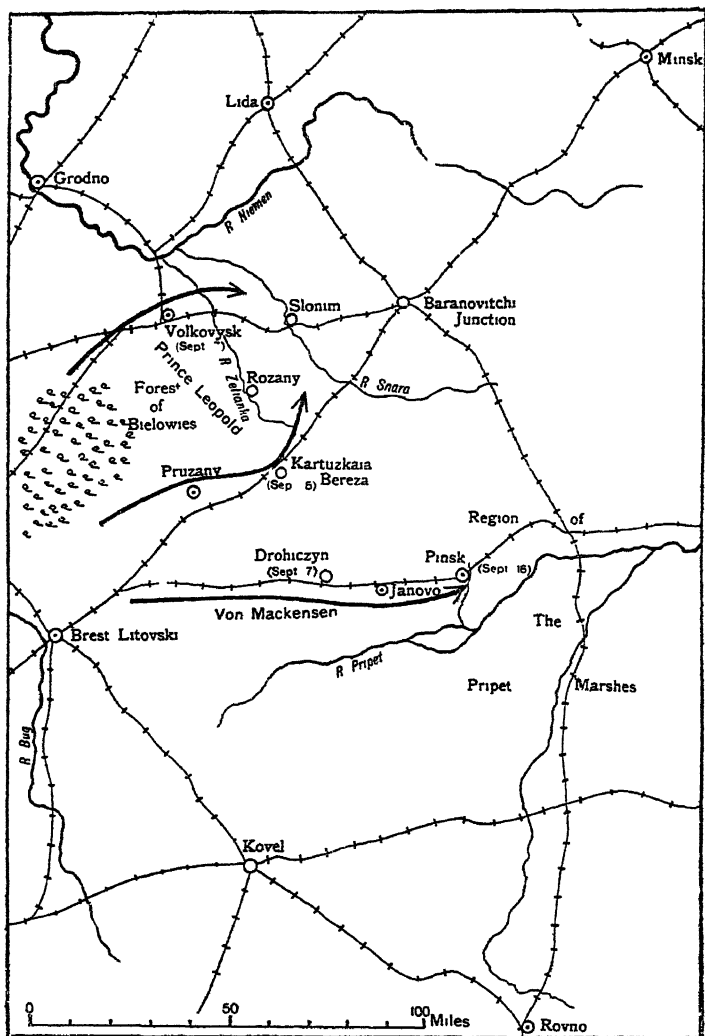 Minsk
Lida
Grodno
R Niemen
Slonim
Baranovitchi
Junction
Volkovysk
(Sept 7)
Prince Leopold
R Zelianka
Rozany
R Snara
Forest
of
Bielowies
Pruzany
Kartuzkaia
Bereza
(Sep 5)
Region of
Drohiczyn
(Sept 7)
Pinsk
(Sept 16)
Janovo
Von Mackensen
The
Brest Litovski
R Pripet
Pripet Marshes
R Bug
Kovel
0 50 100 Miles
Rovno